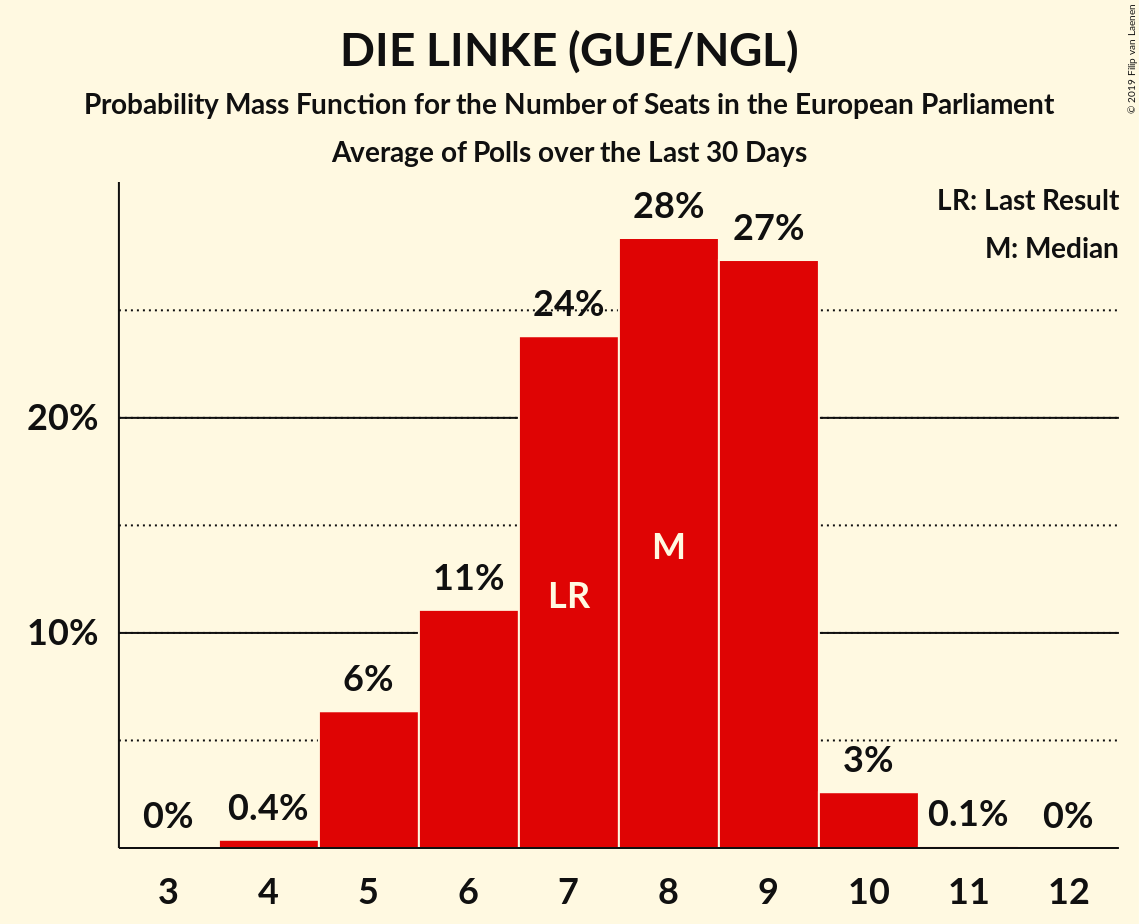 DIE LINKE (GUE/NGL)
Probability Mass Function for the Number of Seats in the European Parliament
Average of Polls over the Last 30 Days
© 2019 Filip van Laenen
LR: Last Result
M: Median
28%
27%
24%
20%
M
11%
LR
10%
6%
3%
0%
0.4%
0.1%
0%
3 4 5 6 7 8 9 10 11 12